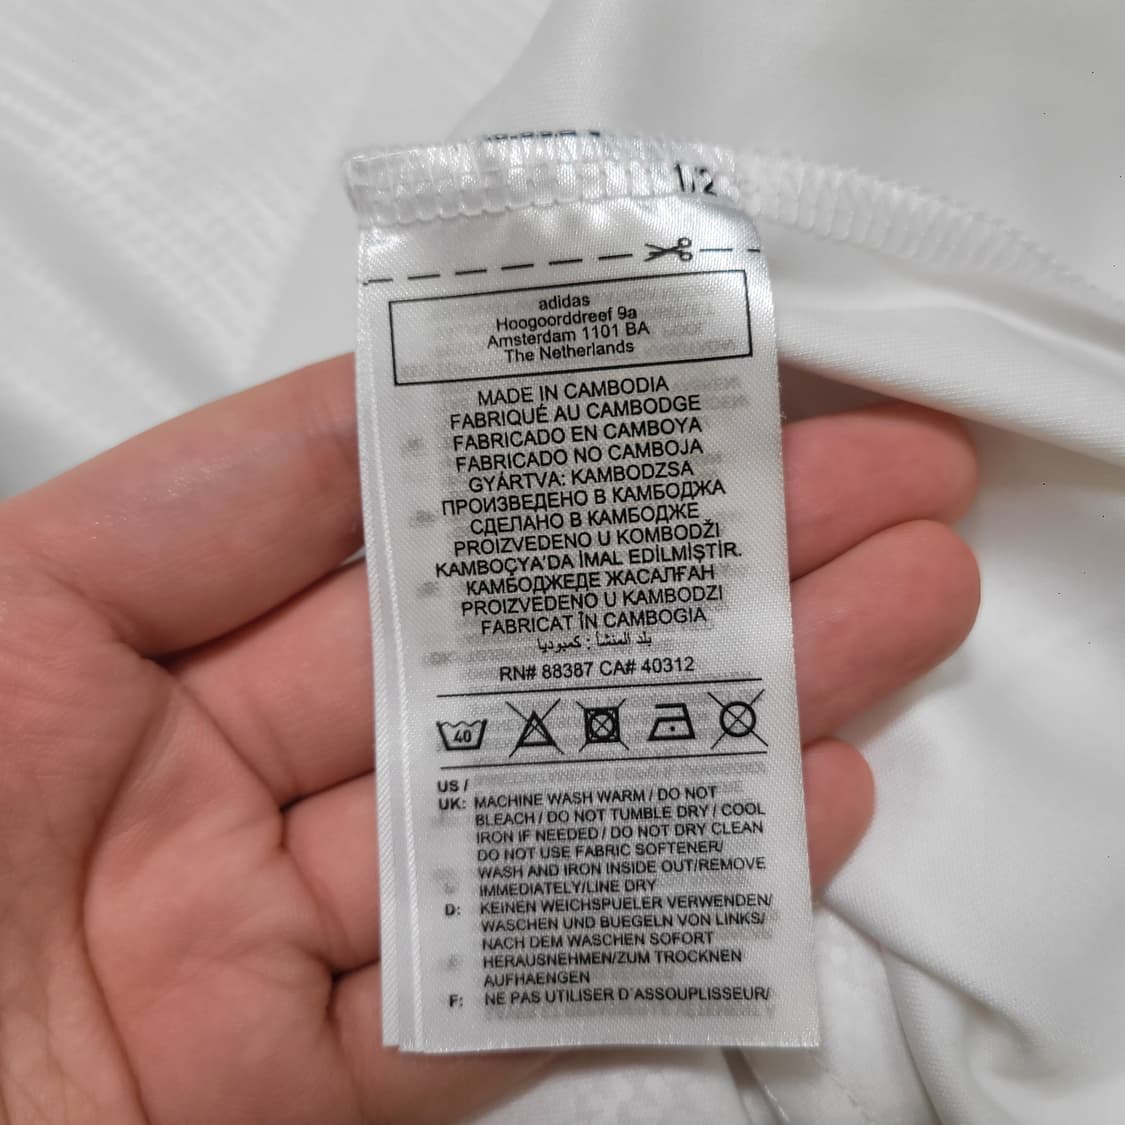 1/2
adidas
Hoogoorddreef 9a
Amsterdam 1101 BA
The Netherlands
MADE IN CAMBODIA
FABRIQUÉ AU CAMBODGE
FABRICADO EN CAMBOYA
FABRICADO NO CAMBOJA
GYÁRTVA: KAMBODZSA
ПРОИЗВЕДЕНО В КАМБОДЖА
СДЕЛАНО В КАМБОДЖЕ
PROIZVEDENO U KOMBODŽI
KAMBOÇYA'DA İMAL EDİLMİŞTİR.
КАМБОДЖЕДЕ ЖАСАЛҒАН
PROIZVEDENO U KAMBODZI
FABRICAT ÎN CAMBOGIA
بلد المنشأ : كمبوديا
RN# 88387 CA# 40312
40
US /
UK: MACHINE WASH WARM / DO NOT
BLEACH / DO NOT TUMBLE DRY / COOL
IRON IF NEEDED / DO NOT DRY CLEAN
DO NOT USE FABRIC SOFTENER/
WASH AND IRON INSIDE OUT/REMOVE
IMMEDIATELY/LINE DRY
D: KEINEN WEICHSPUELER VERWENDEN/
WASCHEN UND BUEGELN VON LINKS/
NACH DEM WASCHEN SOFORT
HERAUSNEHMEN/ZUM TROCKNEN
AUFHAENGEN
F: NE PAS UTILISER D'ASSOUPLISSEUR/